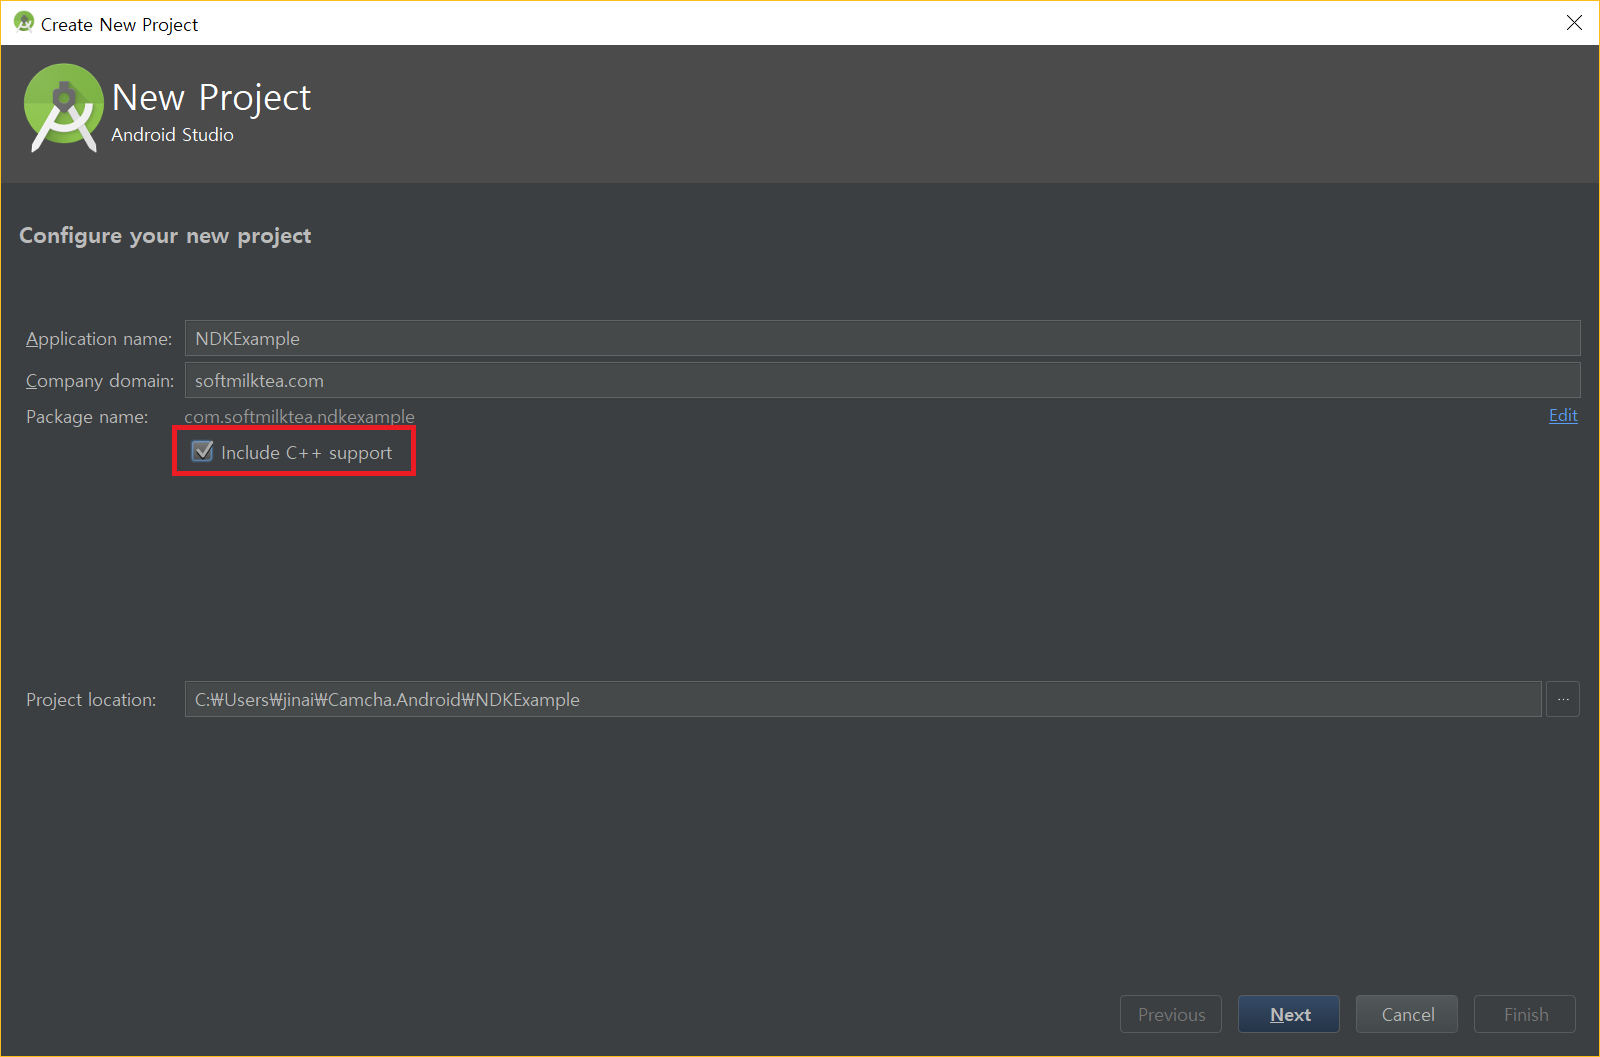 Create New Project
New Project
Android Studio
Configure your new project
Application name: NDKExample
Company domain: softmilktea.com
Package name: com.softmilktea.ndkexample Edit
Include C++ support
Project location: C:₩Users₩jinai₩Camcha.Android₩NDKExample ...
Previous Next Cancel Finish